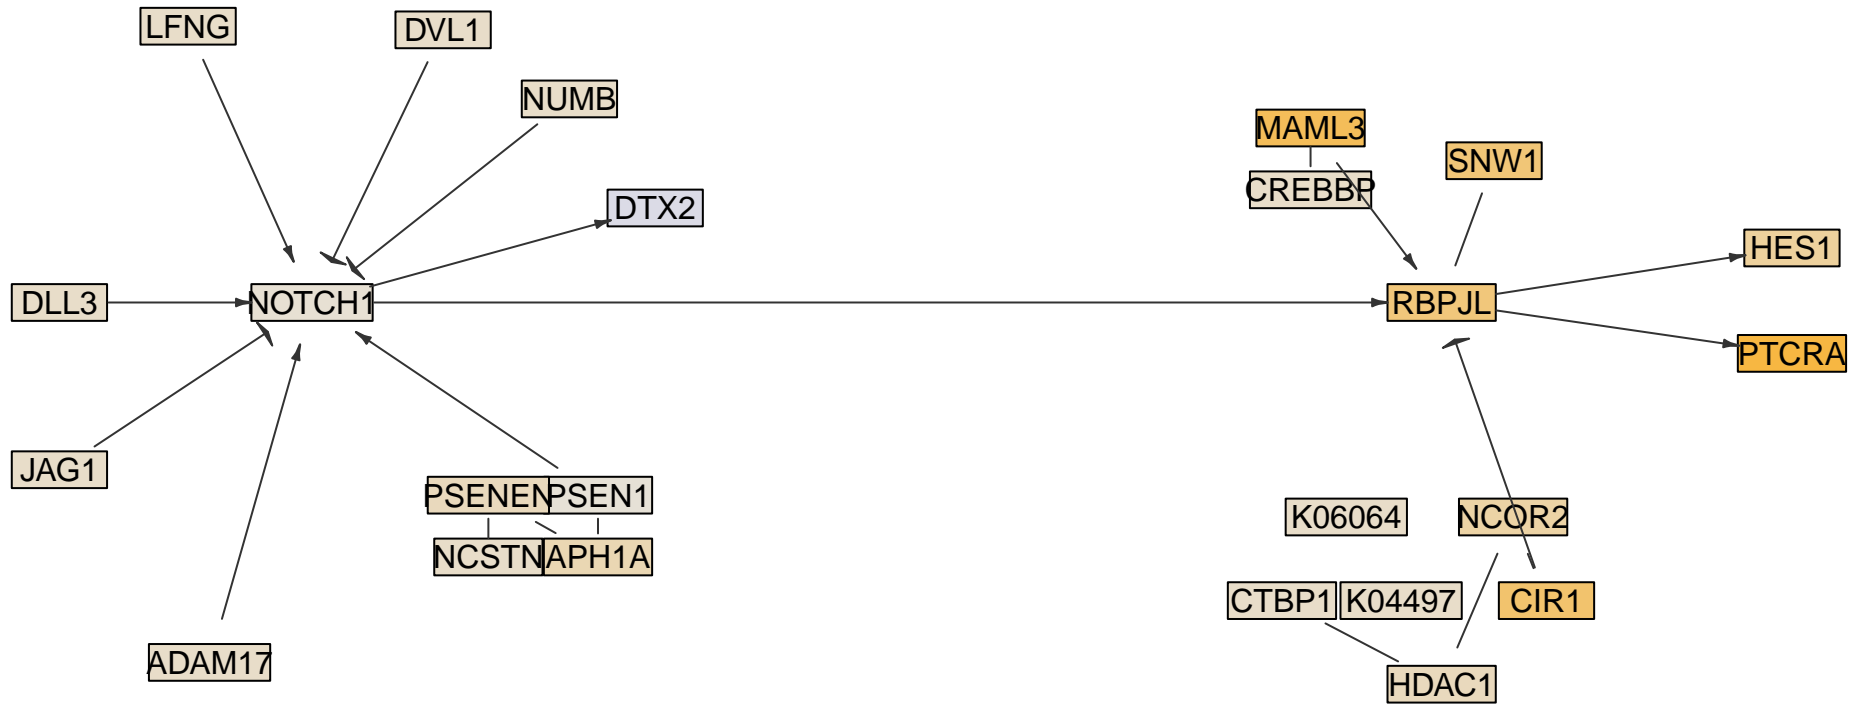 LFNG
DVL1
NUMB
MAML3
SNW1
CREBBP
DTX2
HES1
DLL3
NOTCH1
RBPJL
PTCRA
JAG1
PSENEN
PSEN1
K06064
NCOR2
NCSTN
APH1A
CTBP1
K04497
CIR1
ADAM17
HDAC1